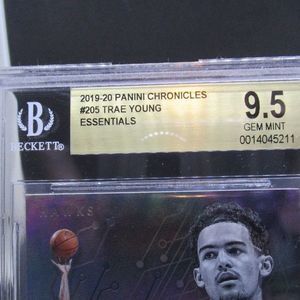 2019-20 PANINI CHRONICLES
#205 TRAE YOUNG
ESSENTIALS
9.5
GEM MINT
0014045211
B
BECKETT®
HAWKS